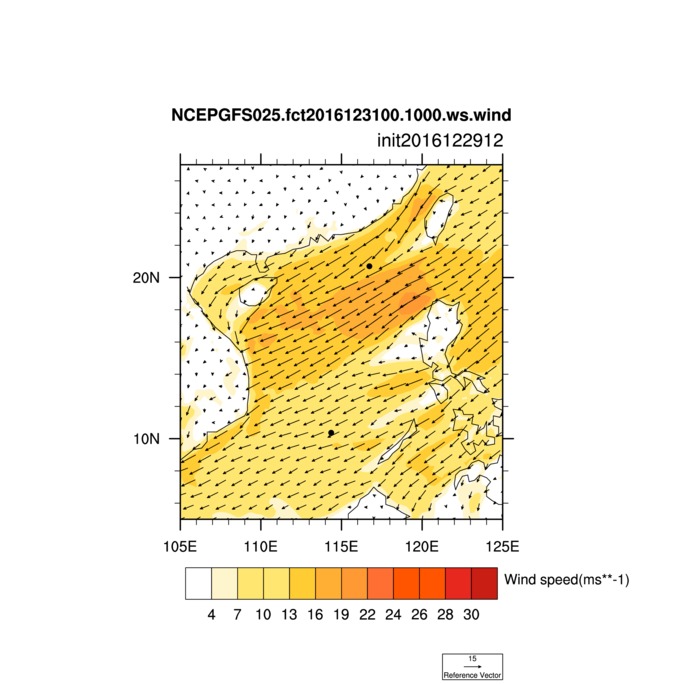 NCEPGFS025.fct2016123100.1000.ws.wind
init2016122912
20N
10N
105E 110E 115E 120E 125E
Wind speed(ms**-1)
4 7 10 13 16 19 22 24 26 28 30
15
Reference Vector